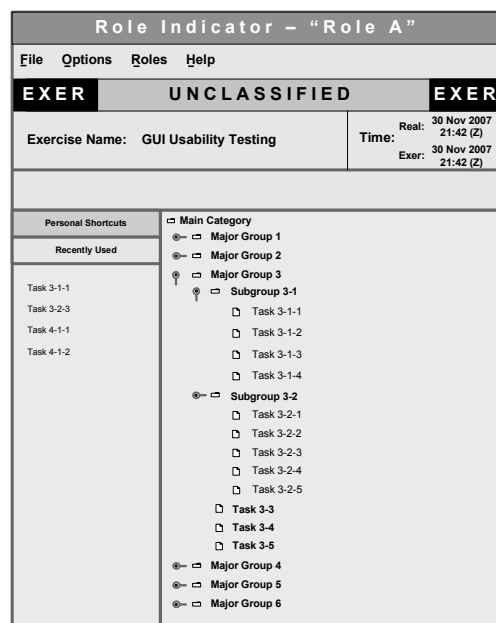 Role Indicator – “Role A”
File Options Roles Help
EXER UNCLASSIFIED EXER
Exercise Name: GUI Usability Testing
Time:
Real: 30 Nov 2007
21:42 (Z)
Exer: 30 Nov 2007
21:42 (Z)
Personal Shortcuts
Recently Used
Task 3-1-1
Task 3-2-3
Task 4-1-1
Task 4-1-2
Main Category
Major Group 1
Major Group 2
Major Group 3
Subgroup 3-1
Task 3-1-1
Task 3-1-2
Task 3-1-3
Task 3-1-4
Subgroup 3-2
Task 3-2-1
Task 3-2-2
Task 3-2-3
Task 3-2-4
Task 3-2-5
Task 3-3
Task 3-4
Task 3-5
Major Group 4
Major Group 5
Major Group 6